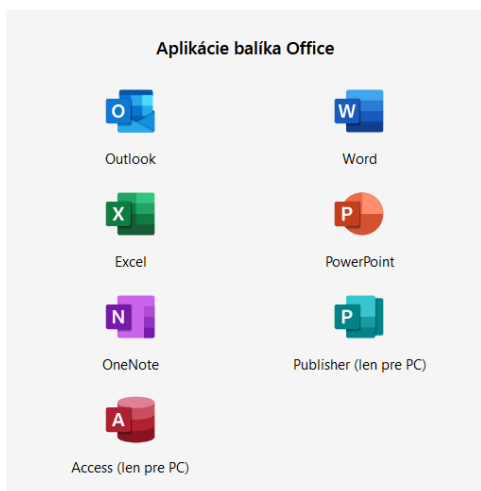 Aplikácie balíka Office
O
W
Outlook
Word
X
P
Excel
PowerPoint
N
P
OneNote
Publisher (len pre PC)
A
Access (len pre PC)